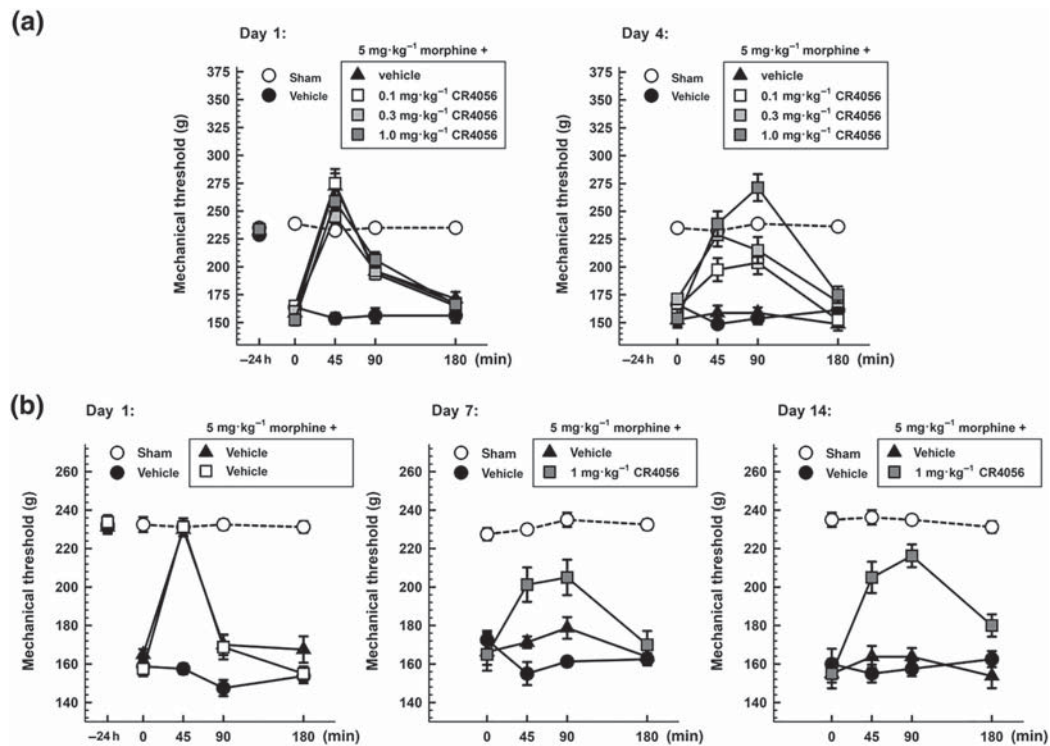 (a)
Day 1:
5 mg·kg⁻¹ morphine +
Sham
Vehicle
vehicle
0.1 mg·kg⁻¹ CR4056
0.3 mg·kg⁻¹ CR4056
1.0 mg·kg⁻¹ CR4056
Mechanical threshold (g)
375
350
325
300
275
250
225
200
175
150
–24 h 0 45 90 180 (min)
Day 4:
5 mg·kg⁻¹ morphine +
Sham
Vehicle
vehicle
0.1 mg·kg⁻¹ CR4056
0.3 mg·kg⁻¹ CR4056
1.0 mg·kg⁻¹ CR4056
Mechanical threshold (g)
375
350
325
300
275
250
225
200
175
150
0 45 90 180 (min)
(b)
Day 1:
5 mg·kg⁻¹ morphine +
Sham
Vehicle
Vehicle
Vehicle
Mechanical threshold (g)
260
240
220
200
180
160
140
–24 h 0 45 90 180 (min)
Day 7:
5 mg·kg⁻¹ morphine +
Sham
Vehicle
Vehicle
1 mg·kg⁻¹ CR4056
Mechanical threshold (g)
260
240
220
200
180
160
140
0 45 90 180 (min)
Day 14:
5 mg·kg⁻¹ morphine +
Sham
Vehicle
Vehicle
1 mg·kg⁻¹ CR4056
Mechanical threshold (g)
260
240
220
200
180
160
140
0 45 90 180 (min)